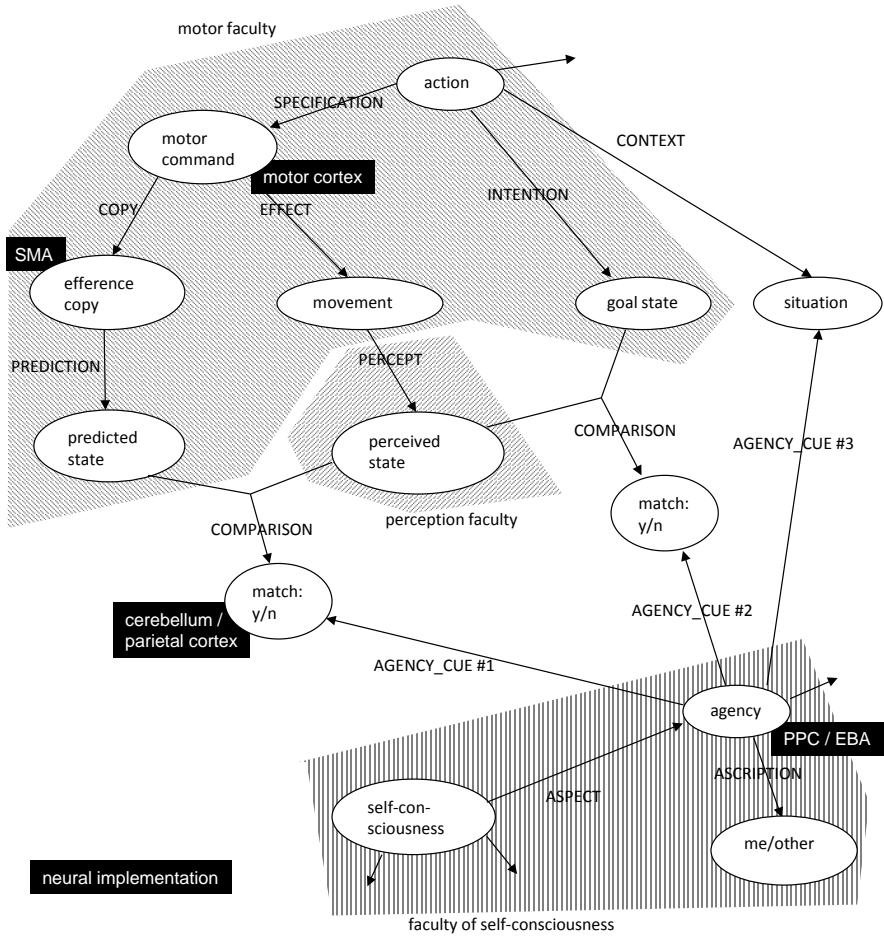 motor faculty
action
SPECIFICATION
motor
command
CONTEXT
motor cortex
INTENTION
COPY
EFFECT
SMA
efference
copy
movement
goal state
situation
PREDICTION
PERCEPT
predicted
state
perceived
state
COMPARISON
AGENCY_CUE #3
match:
y/n
perception faculty
COMPARISON
match:
y/n
cerebellum /
parietal cortex
AGENCY_CUE #2
AGENCY_CUE #1
agency
PPC / EBA
ASCRIPTION
ASPECT
self-con-
sciousness
me/other
neural implementation
faculty of self-consciousness